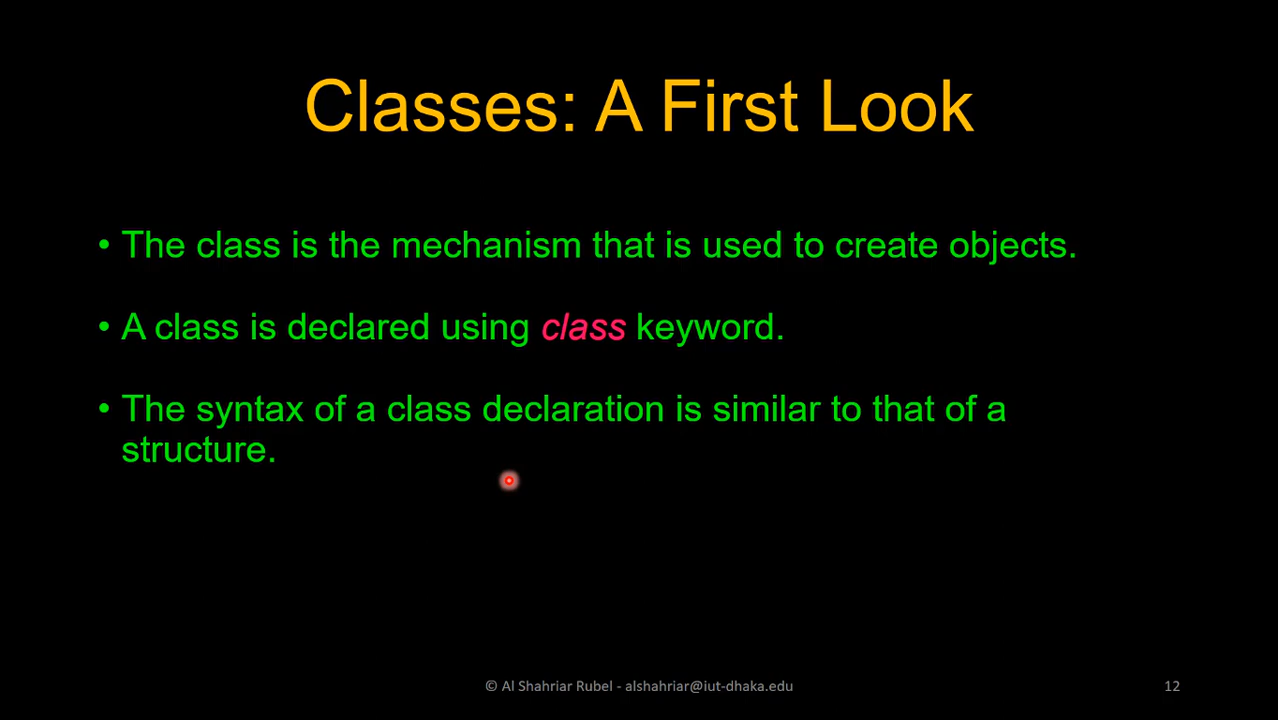 Classes: A First Look
• The class is the mechanism that is used to create objects.
• A class is declared using class keyword.
• The syntax of a class declaration is similar to that of a
structure.
© Al Shahriar Rubel - alshahriar@iut-dhaka.edu
12